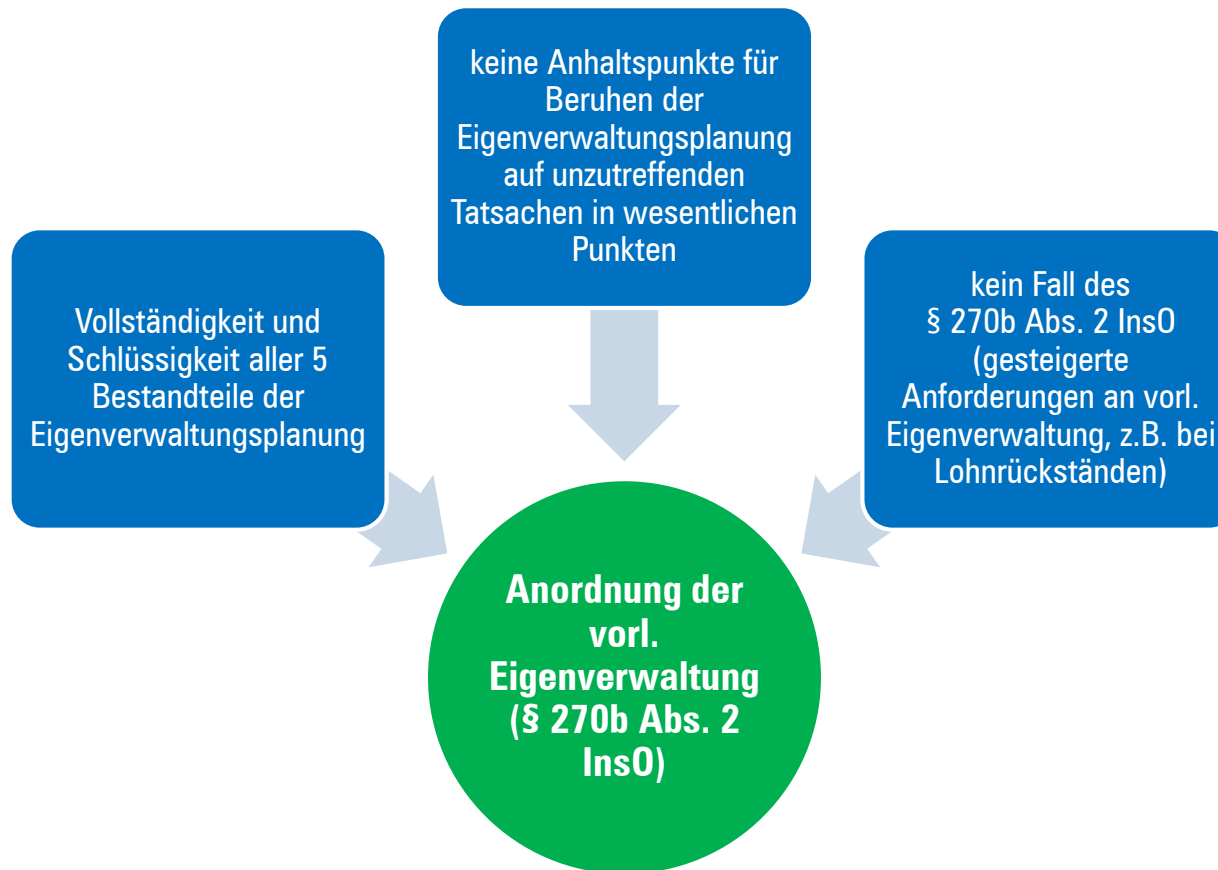 keine Anhaltspunkte für
Beruhen der
Eigenverwaltungsplanung
auf unzutreffenden
Tatsachen in wesentlichen
Punkten
Vollständigkeit und
Schlüssigkeit aller 5
Bestandteile der
Eigenverwaltungsplanung
kein Fall des
§ 270b Abs. 2 InsO
(gesteigerte
Anforderungen an vorl.
Eigenverwaltung, z.B. bei
Lohnrückständen)
Anordnung der
vorl.
Eigenverwaltung
(§ 270b Abs. 2
InsO)